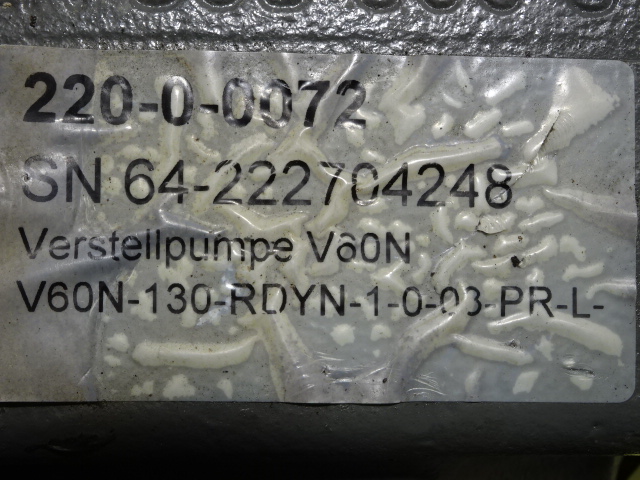 220-0-0072
SN 64-222704248
Verstellpumpe V60N
V60N-130-RDYN-1-0-03-PR-L-